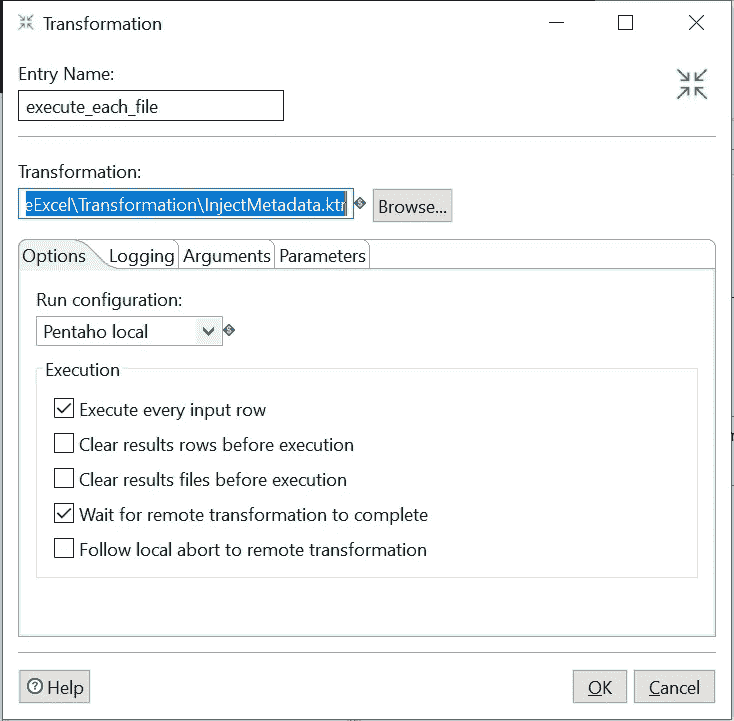 Transformation
Entry Name:
execute_each_file
Transformation:
eExcel\Transformation\InjectMetadata.ktr
Browse...
Options Logging Arguments Parameters
Run configuration:
Pentaho local
Execution
Execute every input row
Clear results rows before execution
Clear results files before execution
Wait for remote transformation to complete
Follow local abort to remote transformation
Help OK Cancel